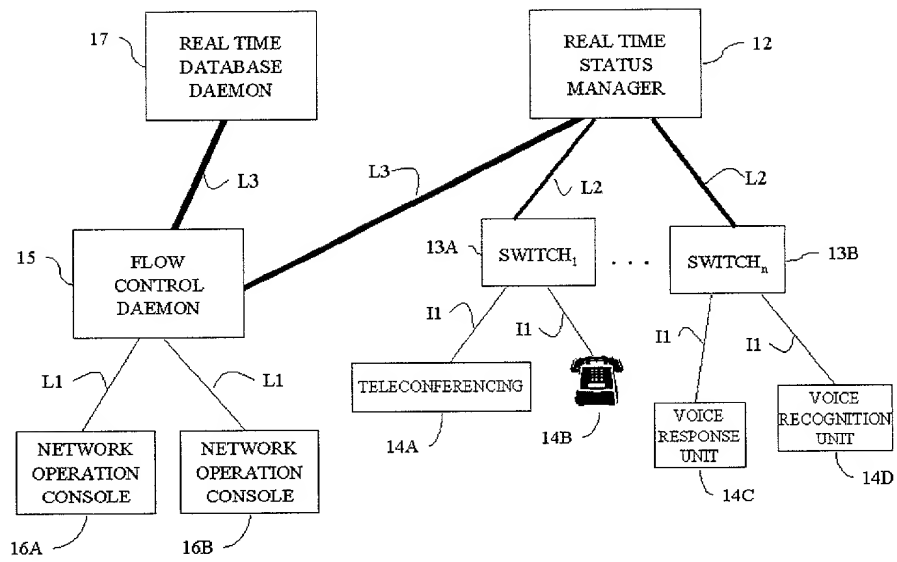 17
REAL TIME
DATABASE
DAEMON
REAL TIME
STATUS
MANAGER
12
L3
L3
L2
L2
15
FLOW
CONTROL
DAEMON
13A
SWITCH1
. . .
SWITCHn
13B
I1
I1
I1
I1
L1
L1
TELECONFERENCING
14A
14B
VOICE
RESPONSE
UNIT
14C
VOICE
RECOGNITION
UNIT
14D
NETWORK
OPERATION
CONSOLE
16A
NETWORK
OPERATION
CONSOLE
16B